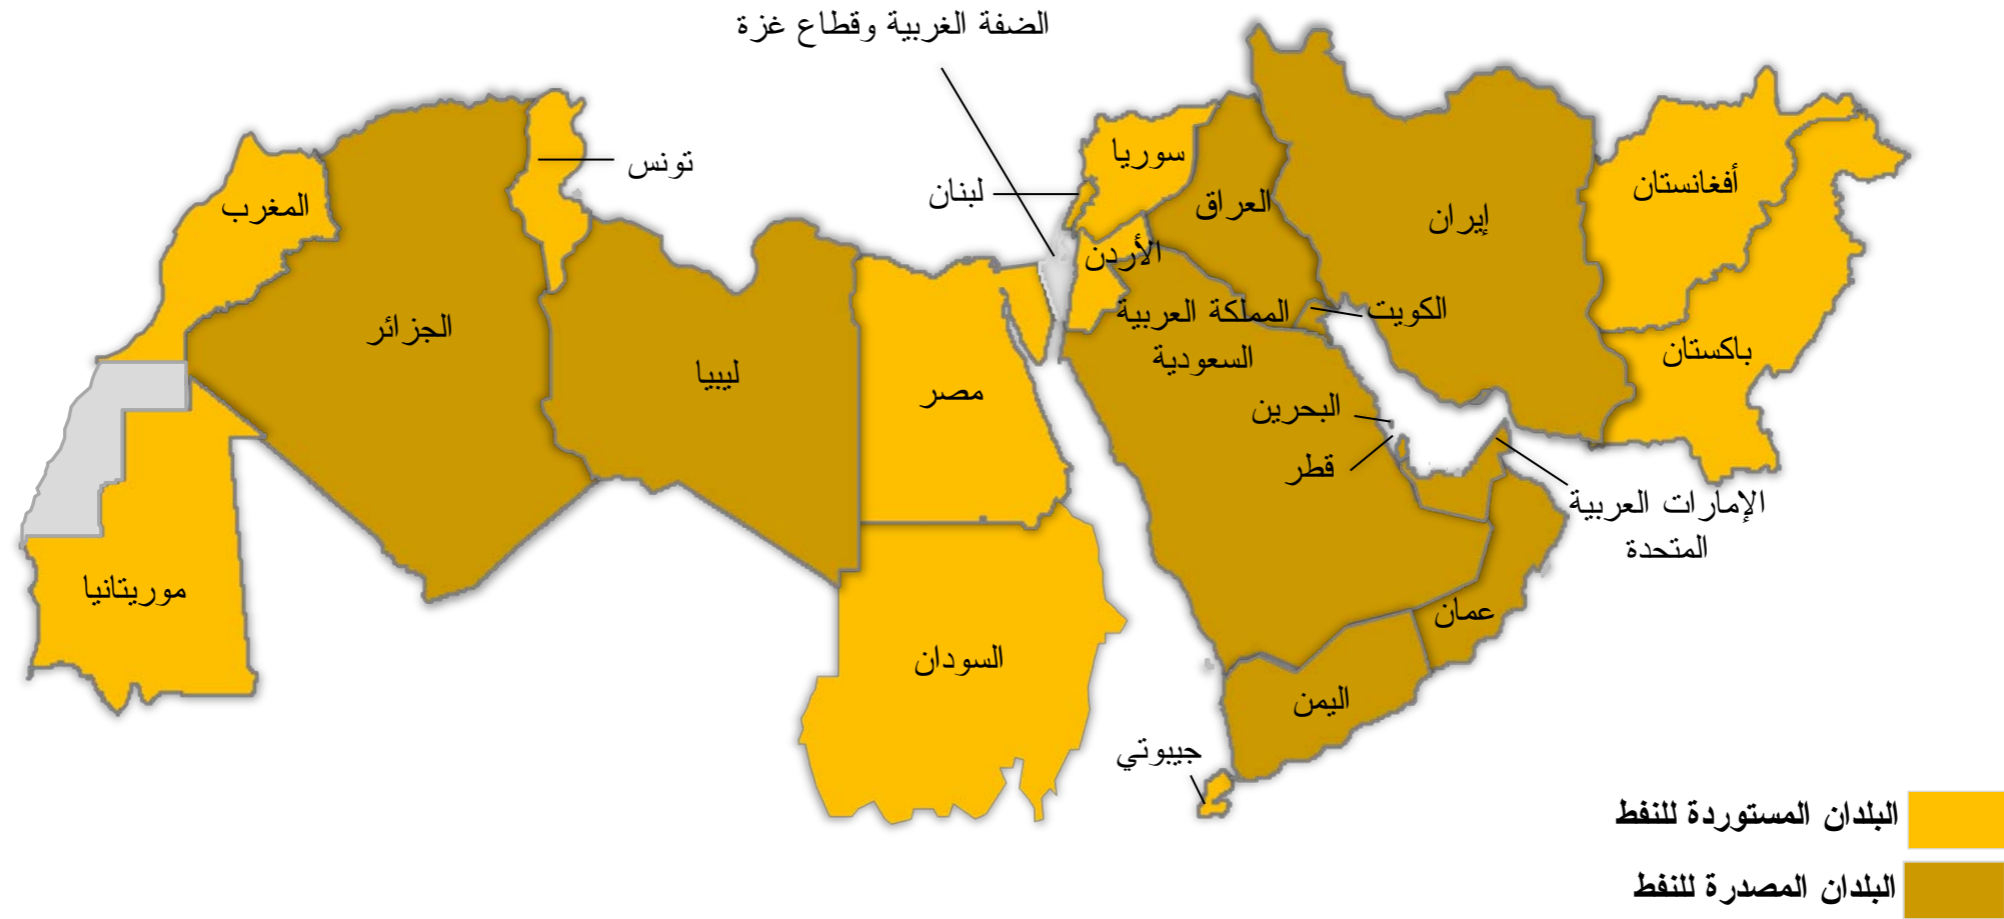 الضفة الغربية وقطاع غزة
تونس
سوريا
لبنان
أفغانستان
المغرب
العراق
إيران
الأردن
الجزائر
المملكة العربية
السعودية
الكويت
باكستان
ليبيا
مصر
البحرين
قطر
الإمارات العربية
المتحدة
موريتانيا
عمان
السودان
اليمن
جيبوتي
البلدان المستوردة للنفط
البلدان المصدرة للنفط